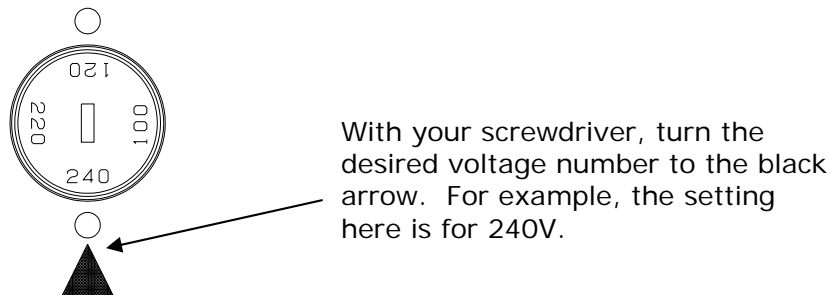 120
220
100
240
With your screwdriver, turn the
desired voltage number to the black
arrow.  For example, the setting
here is for 240V.